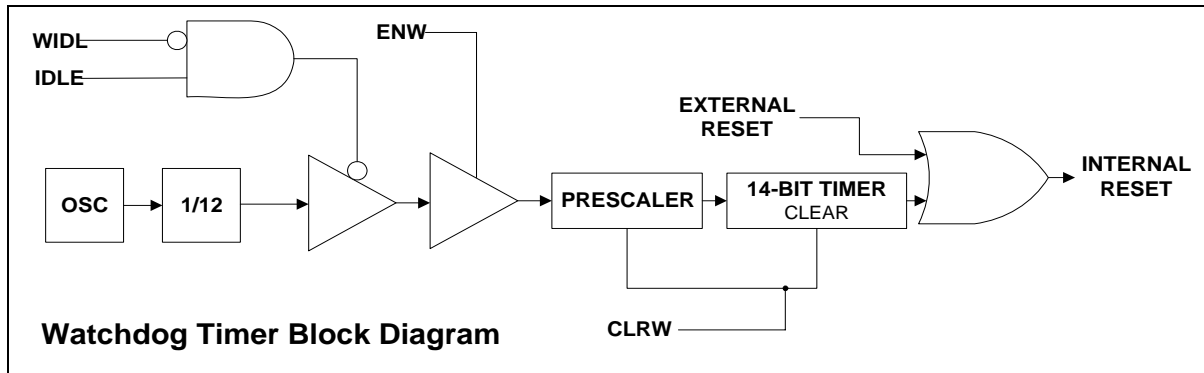 WIDL
IDLE
ENW
EXTERNAL
RESET
INTERNAL
RESET
OSC
1/12
PRESCALER
14-BIT TIMER
CLEAR
CLRW
Watchdog Timer Block Diagram